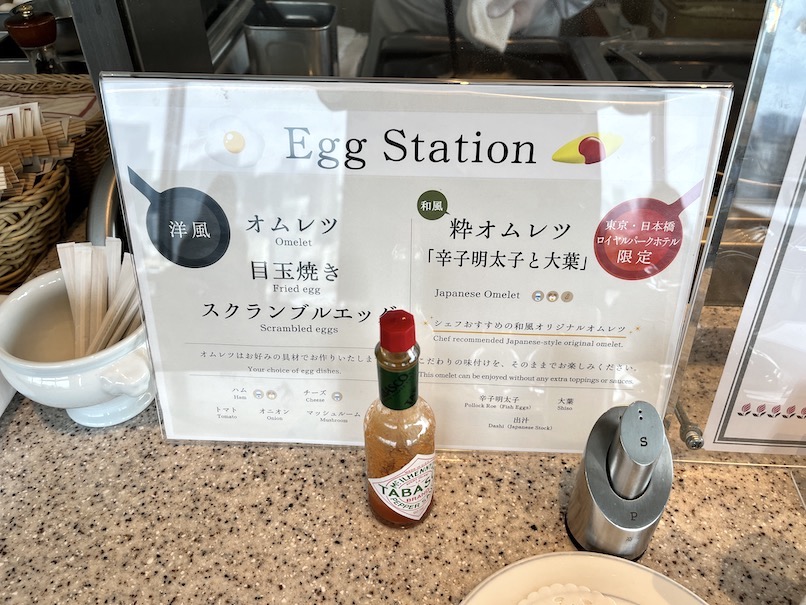 Egg Station
洋風
オムレツ
Omelet
目玉焼き
Fried egg
スクランブルエッグ
Scrambled eggs
オムレツはお好みの具材でお作りいたしま
Your choice of egg dishes.
ハム
Ham
チーズ
Cheese
トマト
Tomato
オニオン
Onion
マッシュルーム
Mushroom
和風
粋オムレツ
「辛子明太子と大葉」
Japanese Omelet
東京・日本橋
ロイヤルパークホテル
限定
シェフおすすめの和風オリジナルオムレツ
Chef recommended Japanese-style original omelet.
こだわりの味付けを、そのままでお楽しみください。
This omelet can be enjoyed without any extra toppings or sauces.
辛子明太子
Pollock Roe (Fish Eggs)
大葉
Shiso
出汁
Dashi (Japanese Stock)
McILHENNY
TABAS
BRAND
PEPPER S
S
P